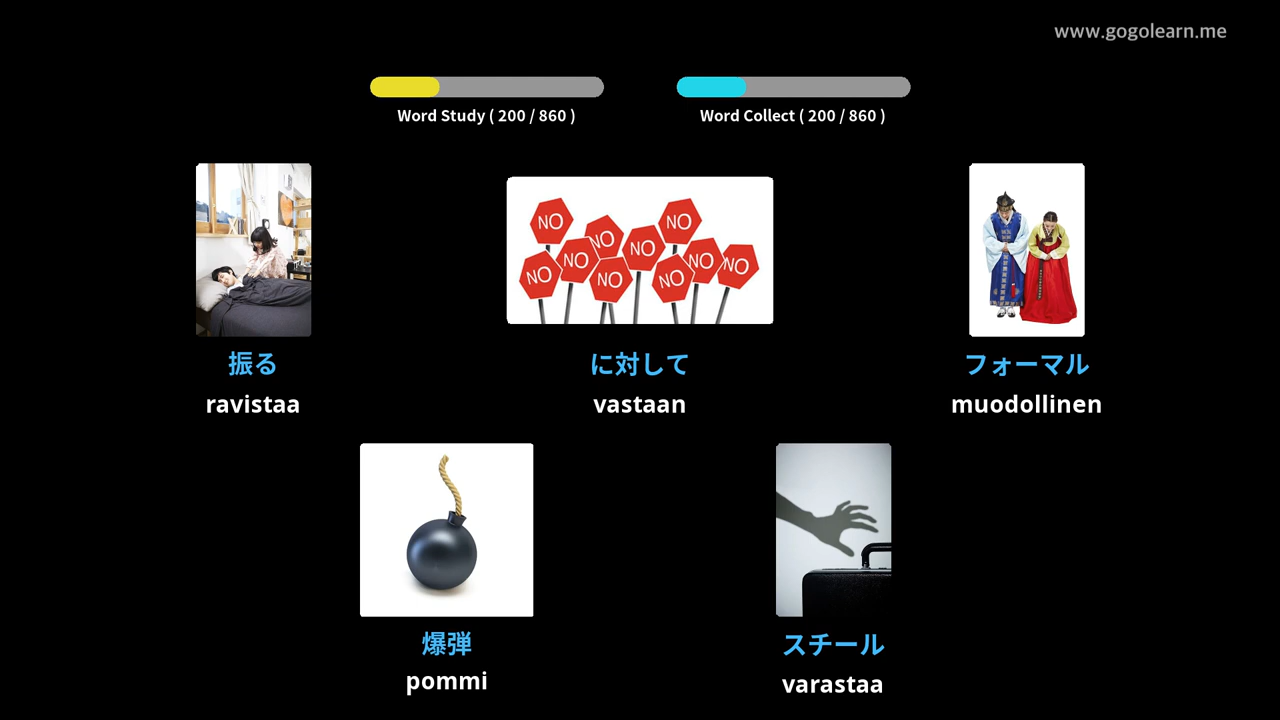 www.gogolearn.me
Word Study ( 200 / 860 )
Word Collect ( 200 / 860 )
NO
NO
NO
NO
NO
NO
NO
NO
NO
NO
振る
に対して
フォーマル
ravistaa
vastaan
muodollinen
爆弾
スチール
pommi
varastaa